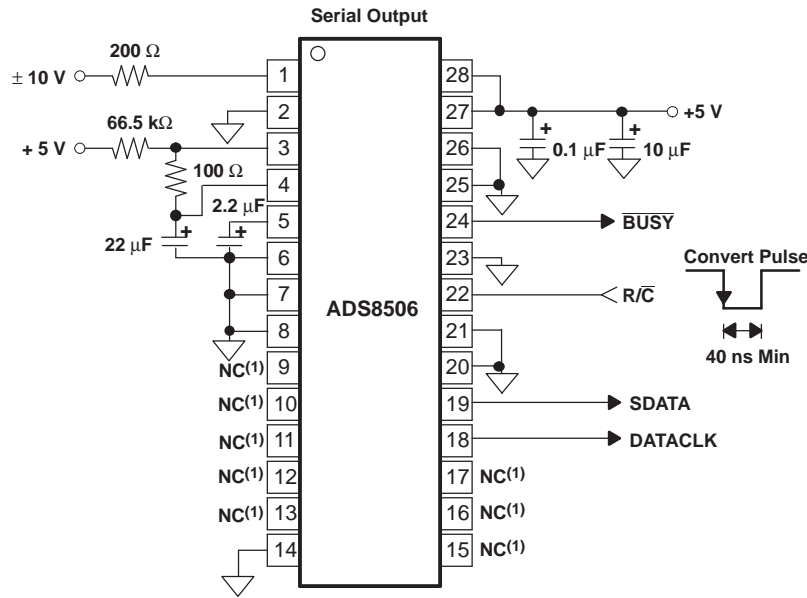 Serial Output
200 Ω
± 10 V
66.5 kΩ
+ 5 V
100 Ω
2.2 μF
+
22 μF
+
NC(1)
NC(1)
NC(1)
NC(1)
NC(1)
1
2
3
4
5
6
7
8
9
10
11
12
13
14
ADS8506
28
27
26
25
24
23
22
21
20
19
18
17
16
15
+5 V
+
0.1 μF
+
10 μF
BUSY
Convert Pulse
R/C
40 ns Min
SDATA
DATACLK
NC(1)
NC(1)
NC(1)